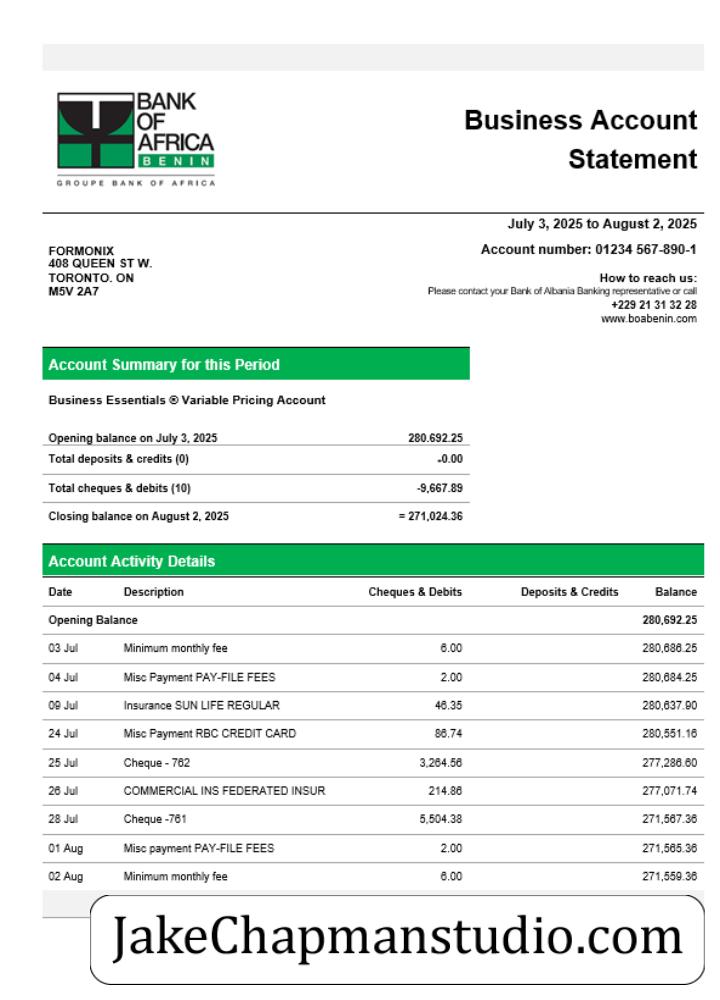 BANK
OF
AFRICA
BENIN
GROUPE BANK OF AFRICA
Business Account
Statement
July 3, 2025 to August 2, 2025
Account number: 01234 567-890-1
FORMONIX
408 QUEEN ST W.
TORONTO. ON
M5V 2A7
How to reach us:
Please contact your Bank of Albania Banking representative or call
+229 21 31 32 28
www.boabenin.com
Account Summary for this Period
Business Essentials ® Variable Pricing Account
Opening balance on July 3, 2025 280.692.25
Total deposits & credits (0) -0.00
Total cheques & debits (10) -9,667.89
Closing balance on August 2, 2025 = 271,024.36
Account Activity Details
Date Description Cheques & Debits Deposits & Credits Balance
Opening Balance 280,692.25
03 Jul Minimum monthly fee 6.00 280,686.25
04 Jul Misc Payment PAY-FILE FEES 2.00 280,684.25
09 Jul Insurance SUN LIFE REGULAR 46.35 280,637.90
24 Jul Misc Payment RBC CREDIT CARD 86.74 280,551.16
25 Jul Cheque - 762 3,264.56 277,286.60
26 Jul COMMERCIAL INS FEDERATED INSUR 214.86 277,071.74
28 Jul Cheque -761 5,504.38 271,567.36
01 Aug Misc payment PAY-FILE FEES 2.00 271,565.36
02 Aug Minimum monthly fee 6.00 271,559.36
JakeChapmanstudio.com